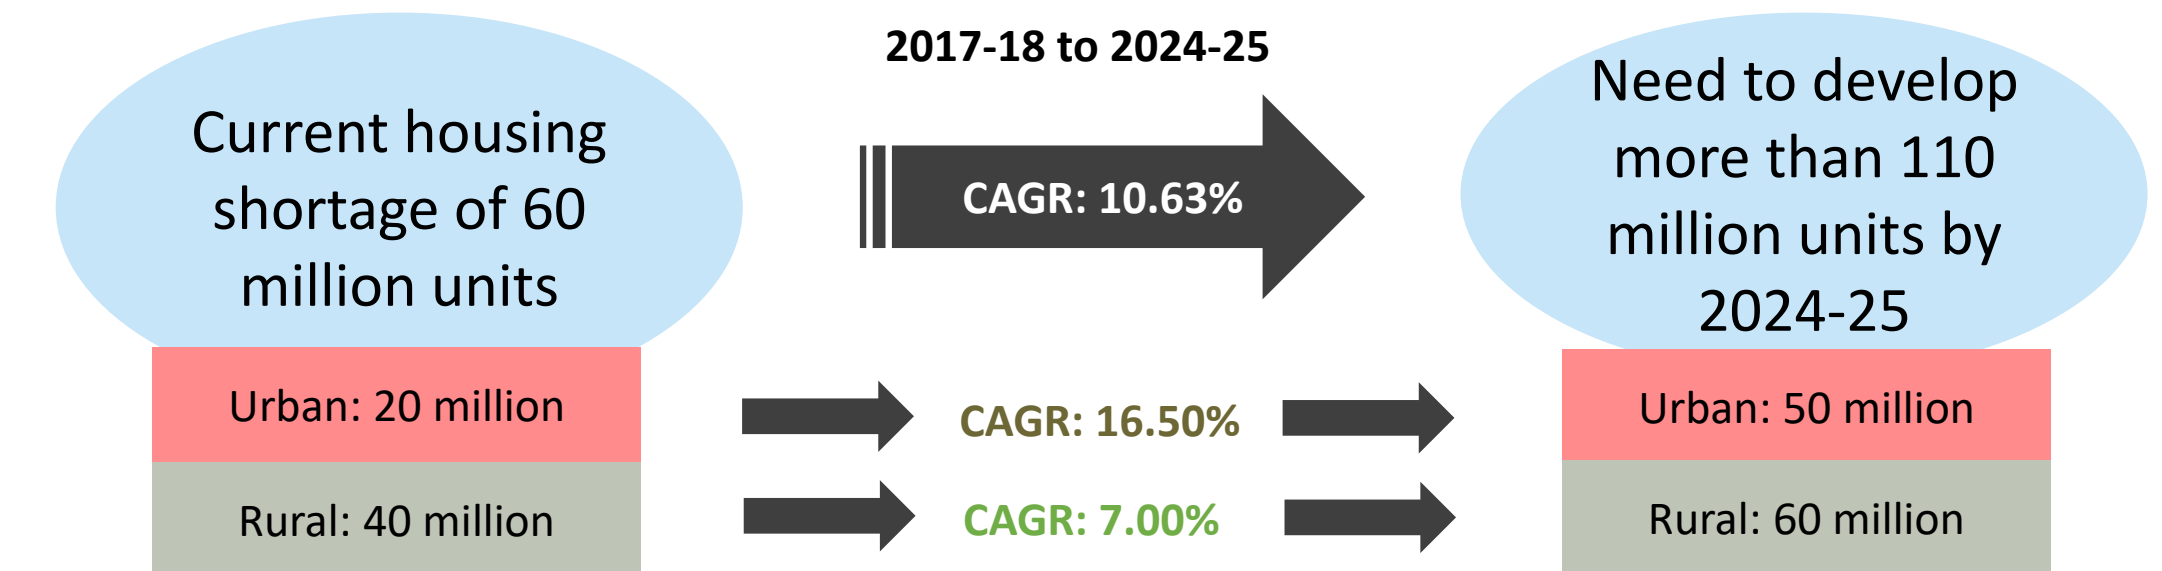 2017-18 to 2024-25
Current housing
shortage of 60
million units
CAGR: 10.63%
Need to develop
more than 110
million units by
2024-25
Urban: 20 million
CAGR: 16.50%
Urban: 50 million
Rural: 40 million
CAGR: 7.00%
Rural: 60 million